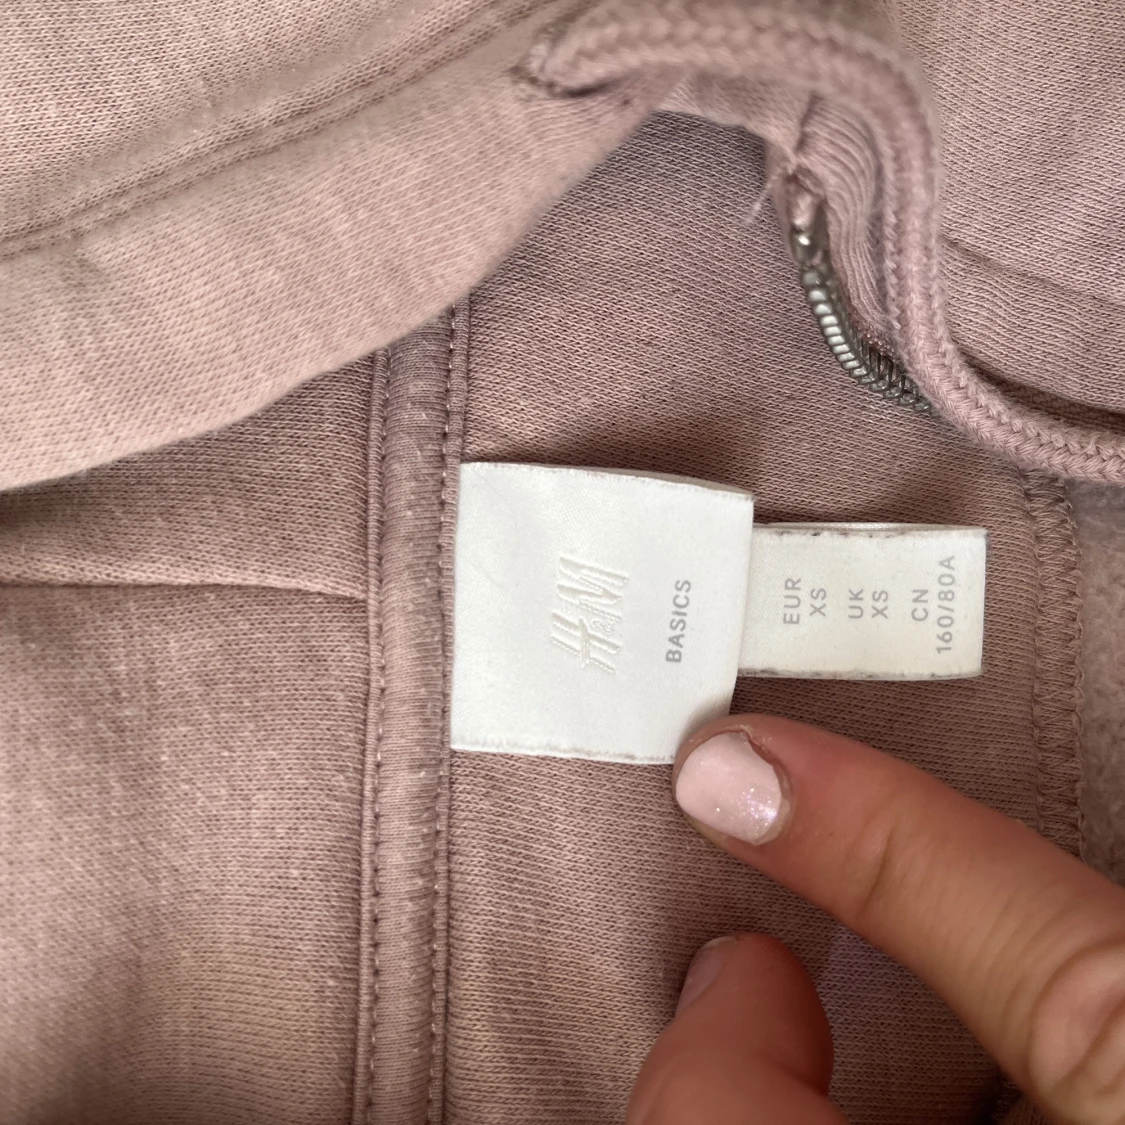 H&M
BASICS
EUR
XS
UK
XS
CN
160/80A